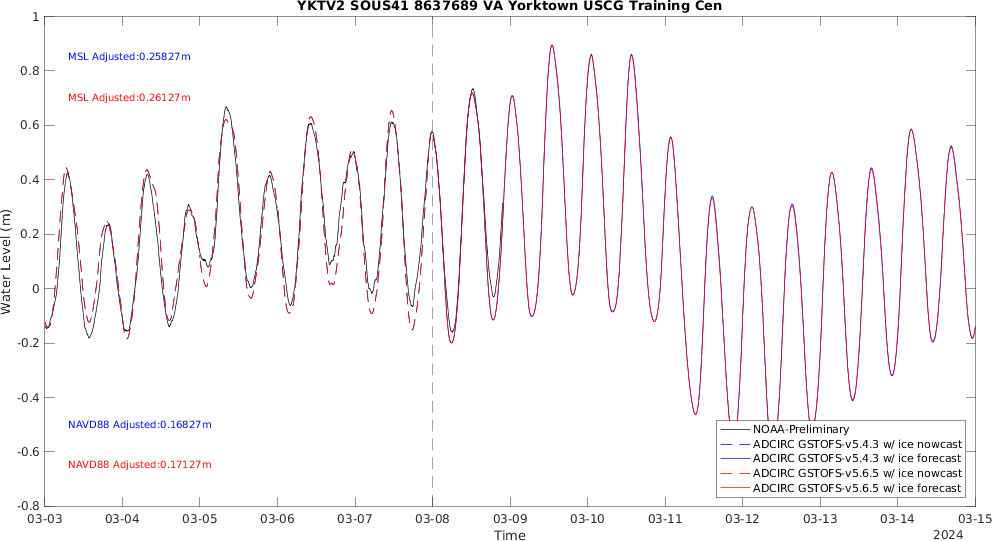 YKTV2 SOUS41 8637689 VA Yorktown USCG Training Cen
MSL Adjusted:0.25827m
MSL Adjusted:0.26127m
NAVD88 Adjusted:0.16827m
NAVD88 Adjusted:0.17127m
Water Level (m)
1
0.8
0.6
0.4
0.2
0
-0.2
-0.4
-0.6
-0.8
NOAA-Preliminary
ADCIRC GSTOFS-v5.4.3 w/ ice nowcast
ADCIRC GSTOFS-v5.4.3 w/ ice forecast
ADCIRC GSTOFS-v5.6.5 w/ ice nowcast
ADCIRC GSTOFS-v5.6.5 w/ ice forecast
03-03 03-04 03-05 03-06 03-07 03-08 03-09 03-10 03-11 03-12 03-13 03-14 03-15
Time
2024